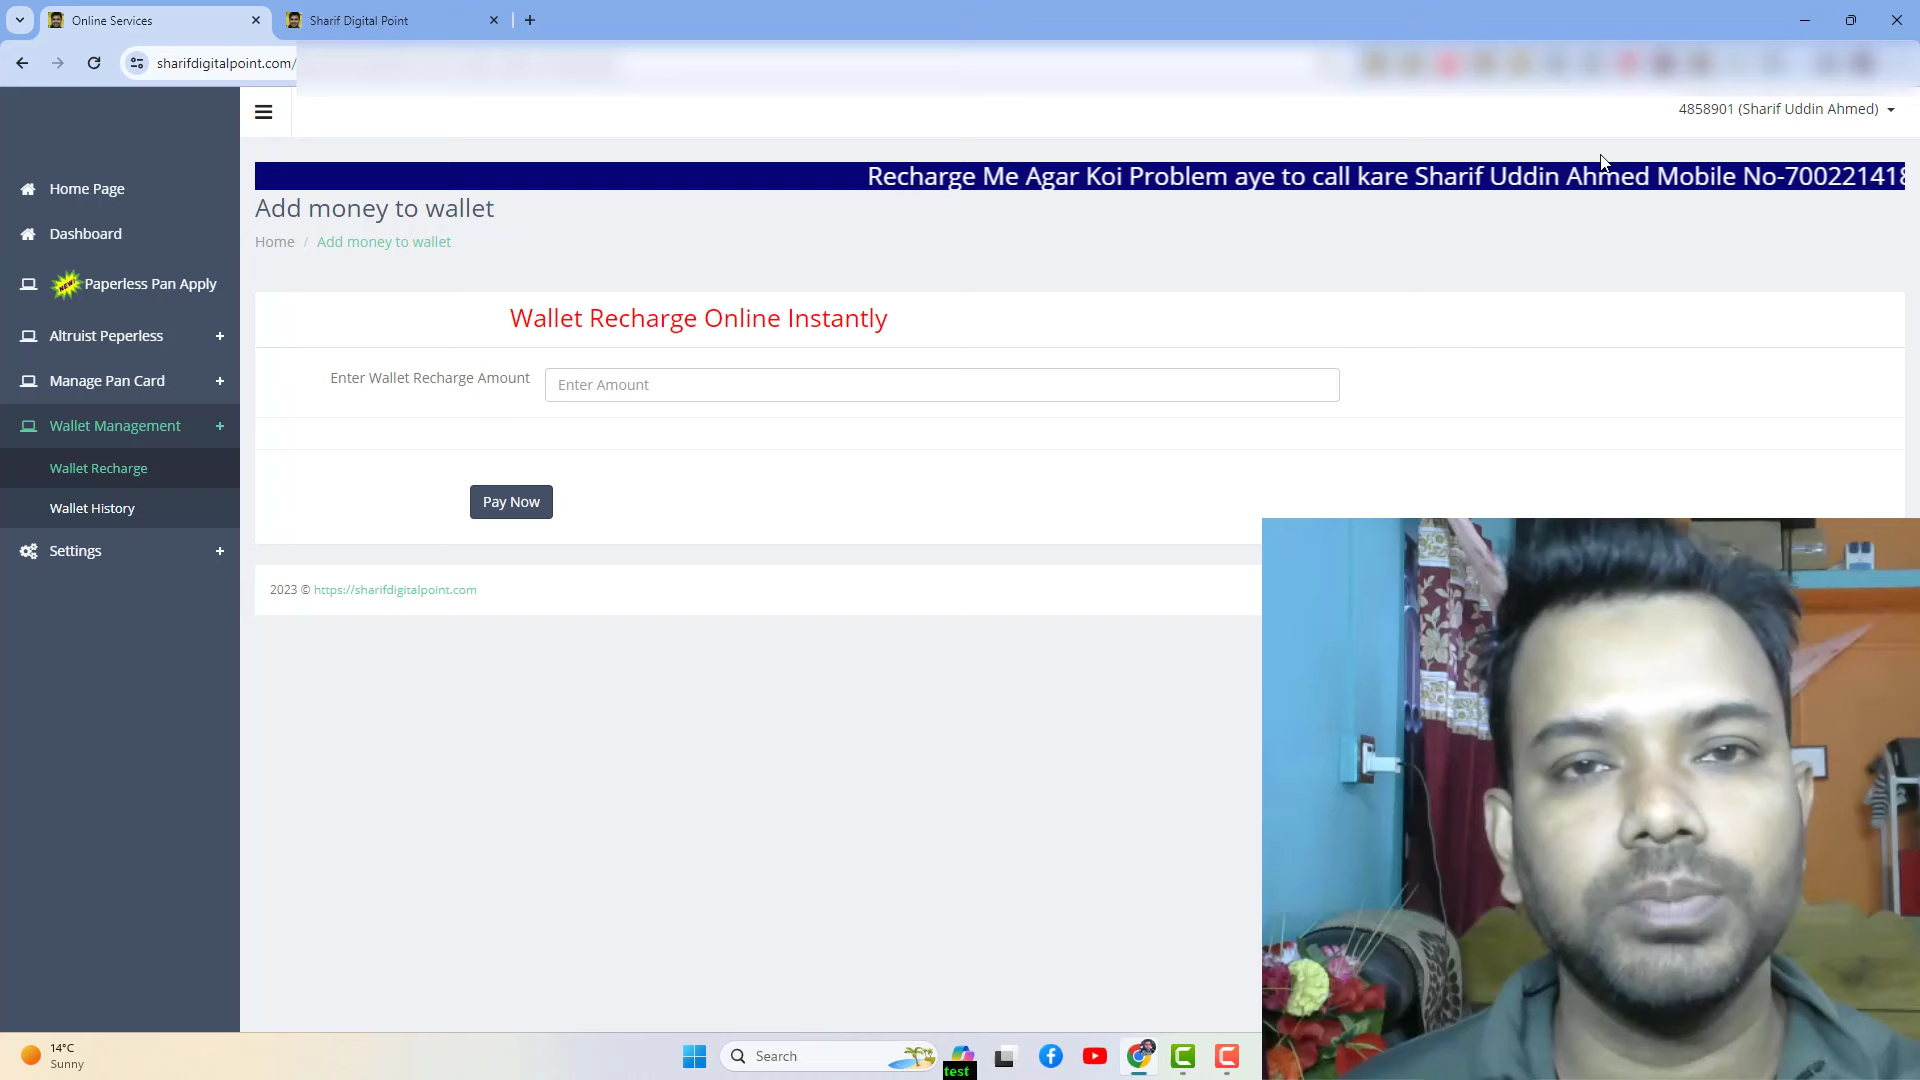 Online Services
Sharif Digital Point
sharifdigitalpoint.com/
4858901 (Sharif Uddin Ahmed)
Recharge Me Agar Koi Problem aye to call kare Sharif Uddin Ahmed Mobile No-700221418
Add money to wallet
Home / Add money to wallet
Home Page
Dashboard
NEW! Paperless Pan Apply
Altruist Peperless +
Manage Pan Card +
Wallet Management +
Wallet Recharge
Wallet History
Settings +
Wallet Recharge Online Instantly
Enter Wallet Recharge Amount
Enter Amount
Pay Now
2023 © https://sharifdigitalpoint.com
14°C
Sunny
Search
test